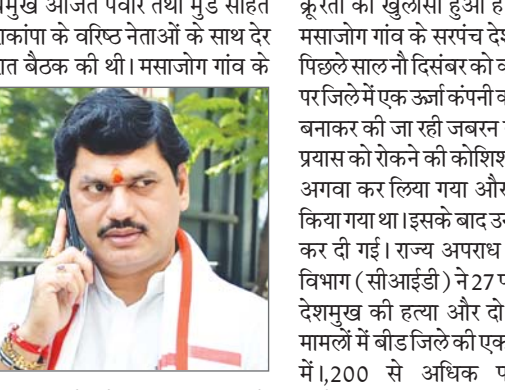 प्रमुख अजित पवार तथा मुंडे सहित
राकांपा के वरिष्ठ नेताओं के साथ देर
रात बैठक की थी। मसाजोग गांव के
क्रूरता का खुलासा हुआ है
मसाजोग गांव के सरपंच
पिछले साल नौ दिसंबर को
पर जिले में एक ऊर्जा कंपनी
बनाकर की जा रही जबरन
प्रयास को रोकने की
अगवा कर लिया गया और
किया गया था। इसके बाद
कर दी गई। राज्य अपराध
विभाग (सीआईडी) ने 27
देशमुख की हत्या और दो
मामलों में बीड जिले की एक
में 1,200 से अधिक